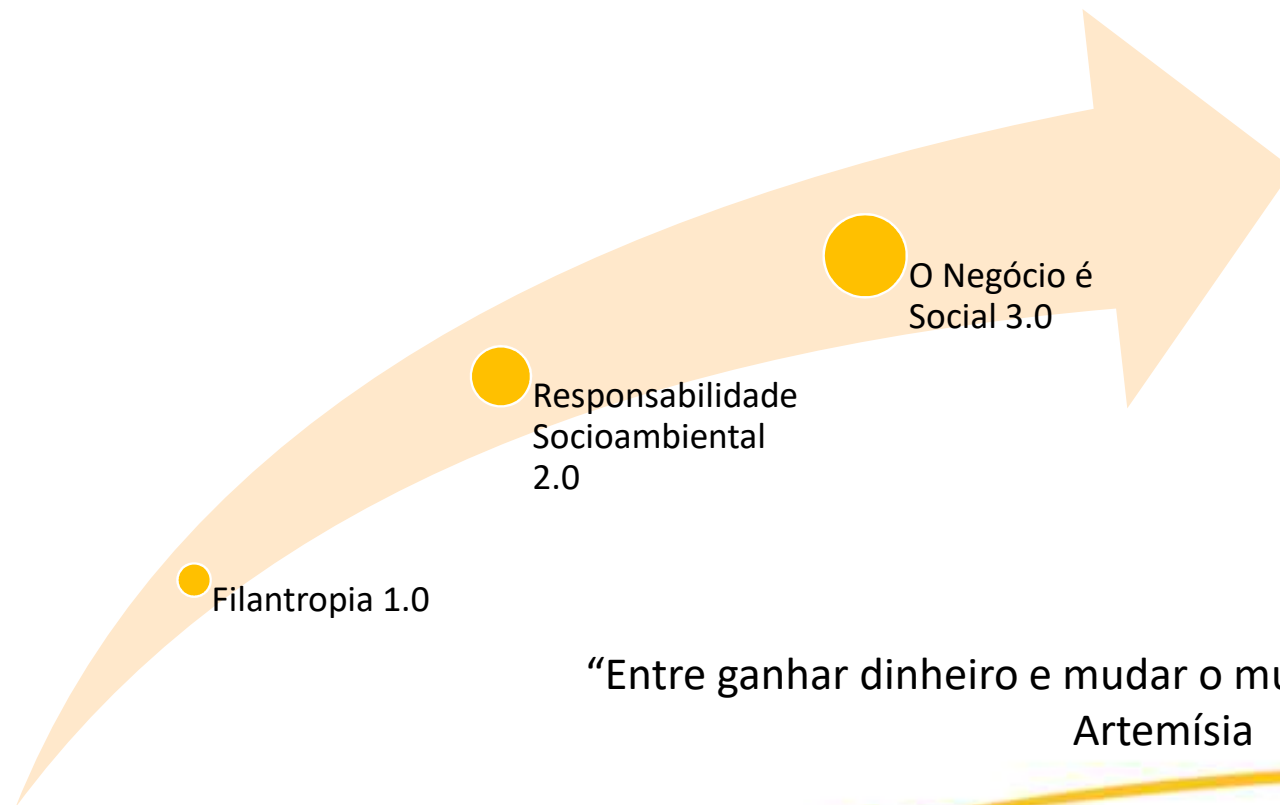 O Negócio é
Social 3.0
Responsabilidade
Socioambiental
2.0
Filantropia 1.0
“Entre ganhar dinheiro e mudar o
Artemísia